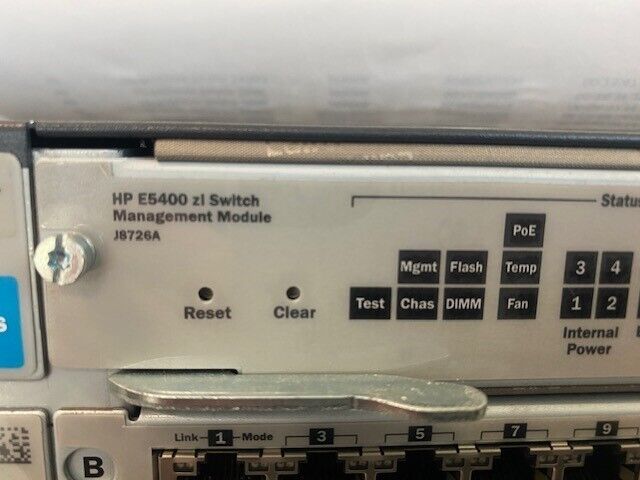 HP E5400 zl Switch
Management Module
J8726A
Status
PoE
Mgmt Flash Temp 3 4
Test Chas DIMM Fan 1 2
Reset Clear
Internal
Power
Link 1 Mode 3 5 7 9
B